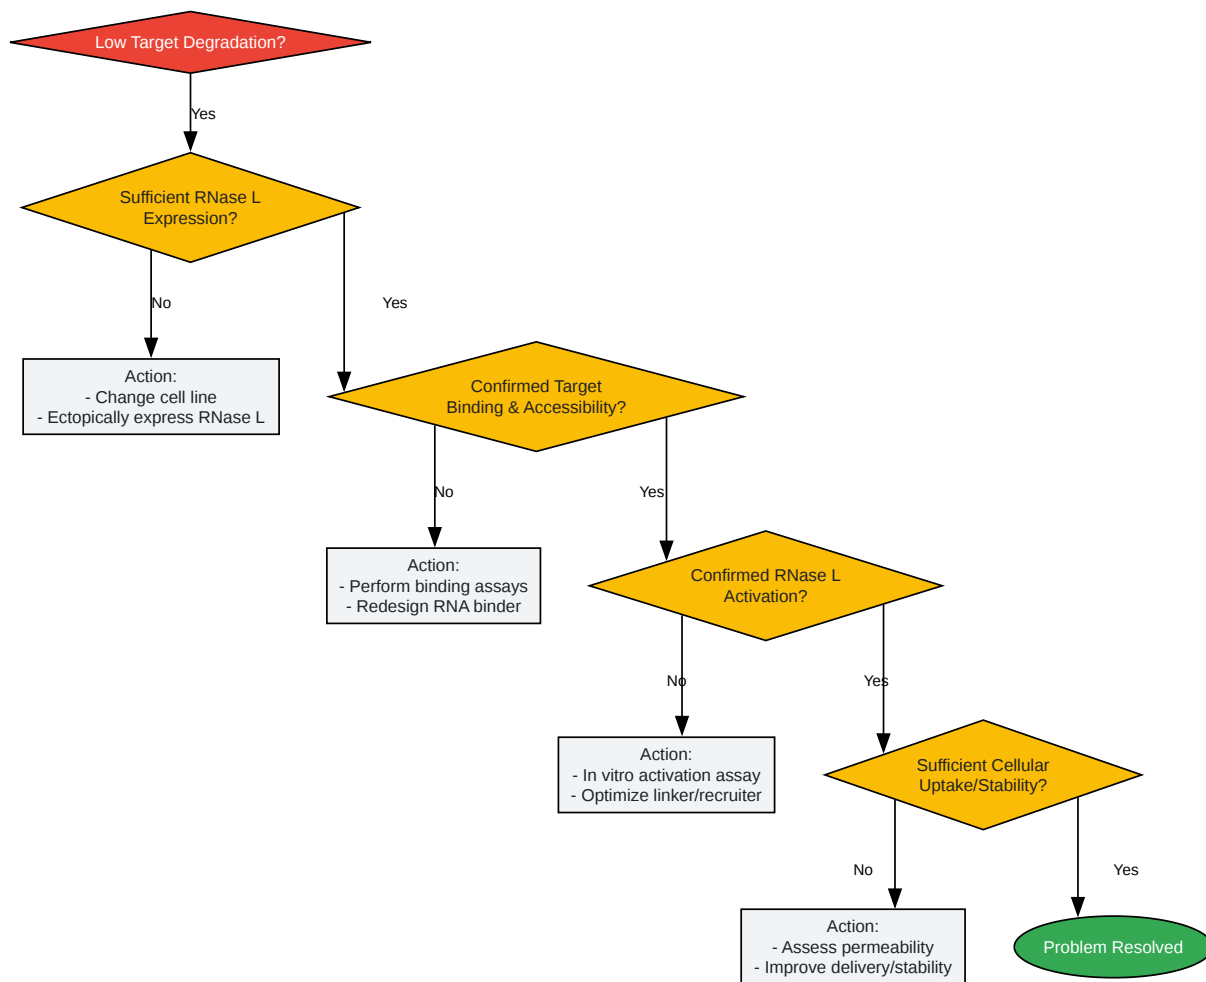 Low Target Degradation?
Yes
Sufficient RNase L
Expression?
No
Yes
Action:
- Change cell line
- Ectopically express RNase L
Confirmed Target
Binding & Accessibility?
No
Yes
Action:
- Perform binding assays
- Redesign RNA binder
Confirmed RNase L
Activation?
No
Yes
Action:
- In vitro activation assay
- Optimize linker/recruiter
Sufficient Cellular
Uptake/Stability?
No
Yes
Action:
- Assess permeability
- Improve delivery/stability
Problem Resolved